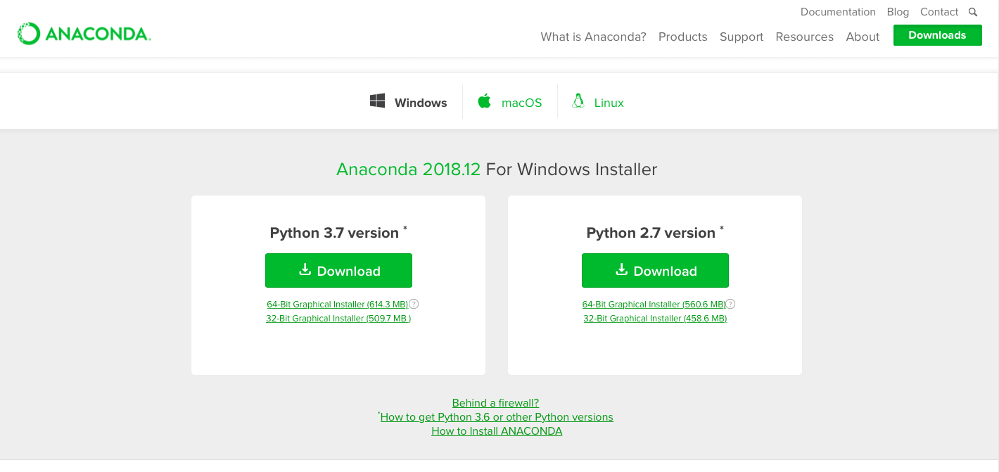 Documentation Blog Contact
ANACONDA
What is Anaconda? Products Support Resources About Downloads
Windows macOS Linux
Anaconda 2018.12 For Windows Installer
Python 3.7 version *
Download
64-Bit Graphical Installer (614.3 MB) ?
32-Bit Graphical Installer (509.7 MB )
Python 2.7 version *
Download
64-Bit Graphical Installer (560.6 MB) ?
32-Bit Graphical Installer (458.6 MB)
Behind a firewall?
*How to get Python 3.6 or other Python versions
How to Install ANACONDA